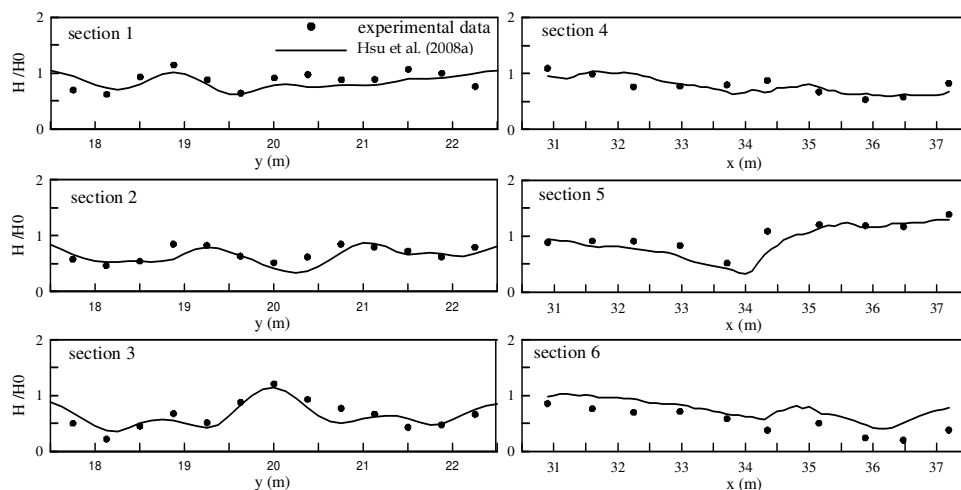 section 1
experimental data
Hsu et al. (2008a)
2
1
0
H /H0
18 19 20 21 22
y (m)
section 4
2
1
0
31 32 33 34 35 36 37
x (m)
section 2
2
1
0
H /H0
18 19 20 21 22
y (m)
section 5
2
1
0
31 32 33 34 35 36 37
x (m)
section 3
2
1
0
H /H0
18 19 20 21 22
y (m)
section 6
2
1
0
31 32 33 34 35 36 37
x (m)